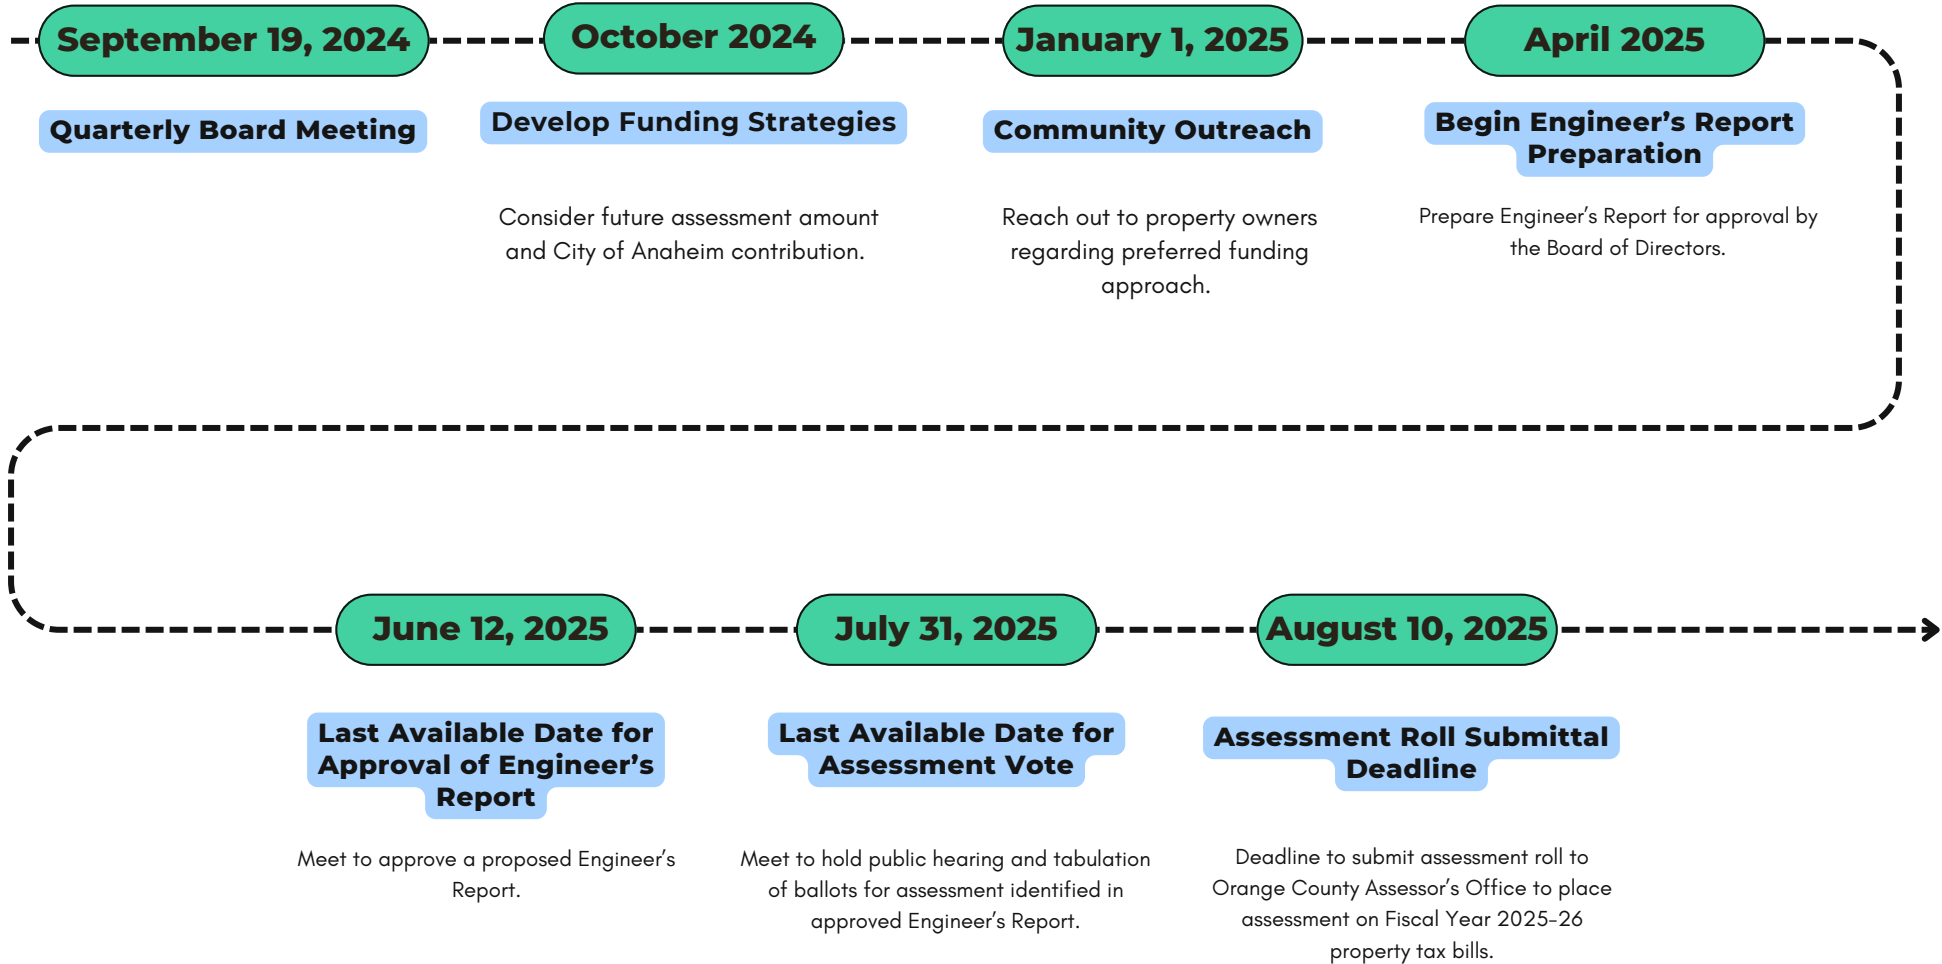 September 19, 2024
October 2024
January 1, 2025
April 2025
Quarterly Board Meeting
Develop Funding Strategies
Community Outreach
Begin Engineer’s Report
Preparation
Consider future assessment amount
and City of Anaheim contribution.
Reach out to property owners
regarding preferred funding
approach.
Prepare Engineer’s Report for approval by
the Board of Directors.
June 12, 2025
July 31, 2025
August 10, 2025
Last Available Date for
Approval of Engineer’s
Report
Last Available Date for
Assessment Vote
Assessment Roll Submittal
Deadline
Meet to approve a proposed Engineer’s
Report.
Meet to hold public hearing and tabulation
of ballots for assessment identified in
approved Engineer’s Report.
Deadline to submit assessment roll to
Orange County Assessor’s Office to place
assessment on Fiscal Year 2025-26
property tax bills.